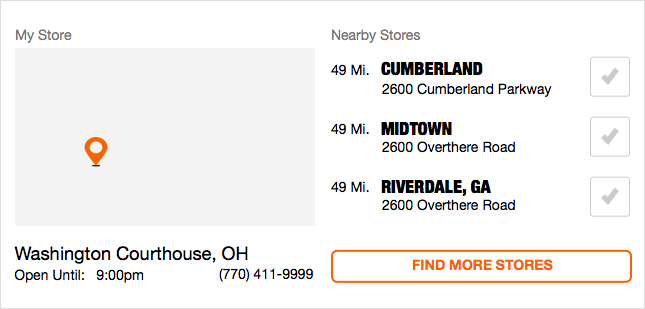 My Store
Washington Courthouse, OH
Open Until: 9:00pm (770) 411-9999
Nearby Stores
49 Mi. CUMBERLAND
2600 Cumberland Parkway
49 Mi. MIDTOWN
2600 Overthere Road
49 Mi. RIVERDALE, GA
2600 Overthere Road
FIND MORE STORES